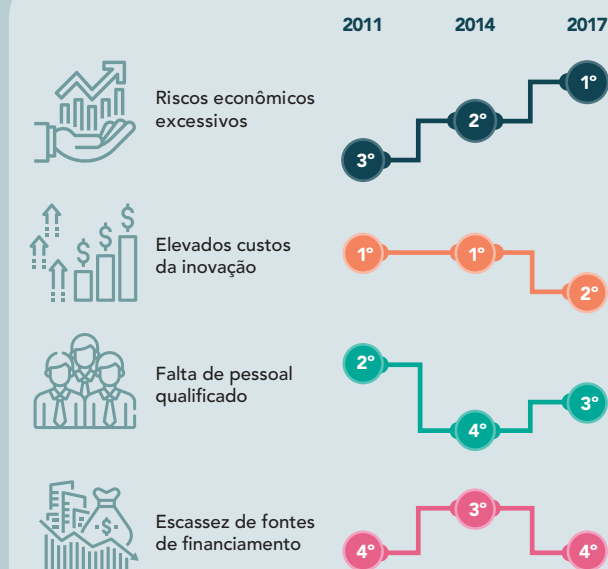 2011 2014 2017
Riscos econômicos
excessivos
3º 2º 1º
Elevados custos
da inovação
1º 1º 2º
Falta de pessoal
qualificado
2º 4º 3º
Escassez de fontes
de financiamento
4º 3º 4º
$ $ $
$